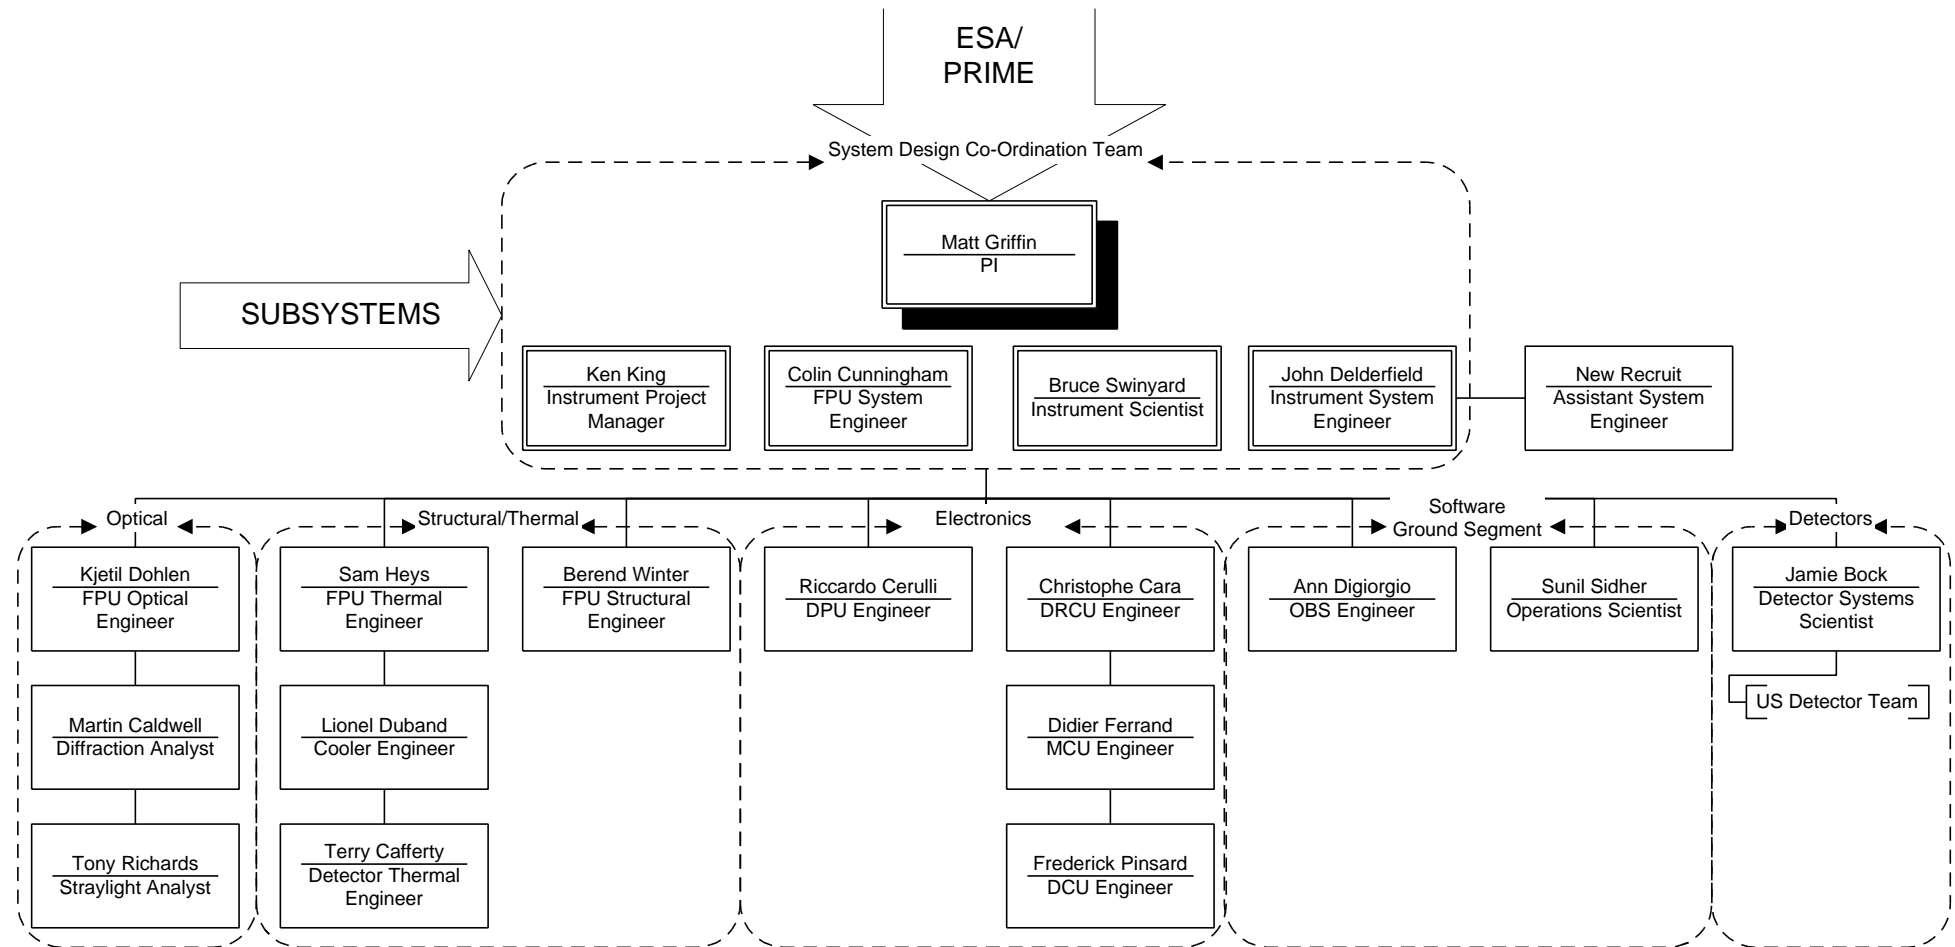 ESA/
PRIME
System Design Co-Ordination Team
Matt Griffin
PI
SUBSYSTEMS
Ken King
Instrument Project
Manager
Colin Cunningham
FPU System
Engineer
Bruce Swinyard
Instrument Scientist
John Delderfield
Instrument System
Engineer
New Recruit
Assistant System
Engineer
Optical
Structural/Thermal
Electronics
Software
Ground Segment
Detectors
Kjetil Dohlen
FPU Optical
Engineer
Sam Heys
FPU Thermal
Engineer
Berend Winter
FPU Structural
Engineer
Riccardo Cerulli
DPU Engineer
Christophe Cara
DRCU Engineer
Ann Digiorgio
OBS Engineer
Sunil Sidher
Operations Scientist
Jamie Bock
Detector Systems
Scientist
Martin Caldwell
Diffraction Analyst
Lionel Duband
Cooler Engineer
Didier Ferrand
MCU Engineer
US Detector Team
Tony Richards
Straylight Analyst
Terry Cafferty
Detector Thermal
Engineer
Frederick Pinsard
DCU Engineer